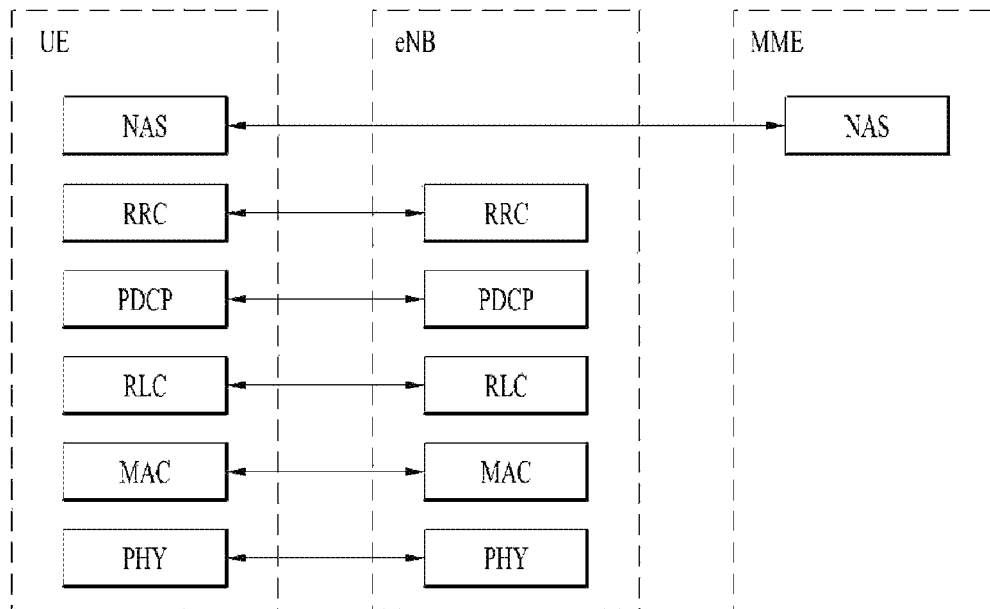 UE eNB MME
NAS NAS
RRC RRC
PDCP PDCP
RLC RLC
MAC MAC
PHY PHY